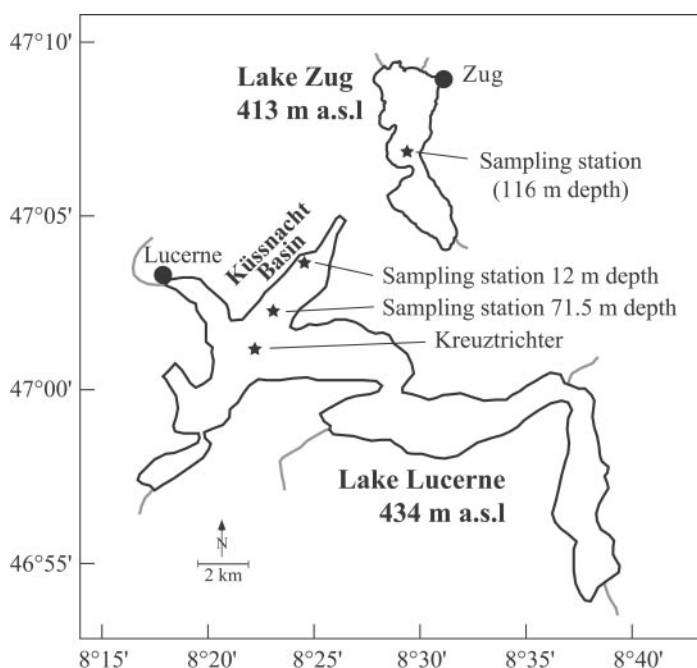 47°10'
47°05'
47°00'
46°55'
Lake Zug
413 m a.s.l
Zug
Sampling station
(116 m depth)
Lucerne
Küssnacht
Basin
Sampling station 12 m depth
Sampling station 71.5 m depth
Kreuztrichter
Lake Lucerne
434 m a.s.l
N
2 km
8°15'
8°20'
8°25'
8°30'
8°35'
8°40'